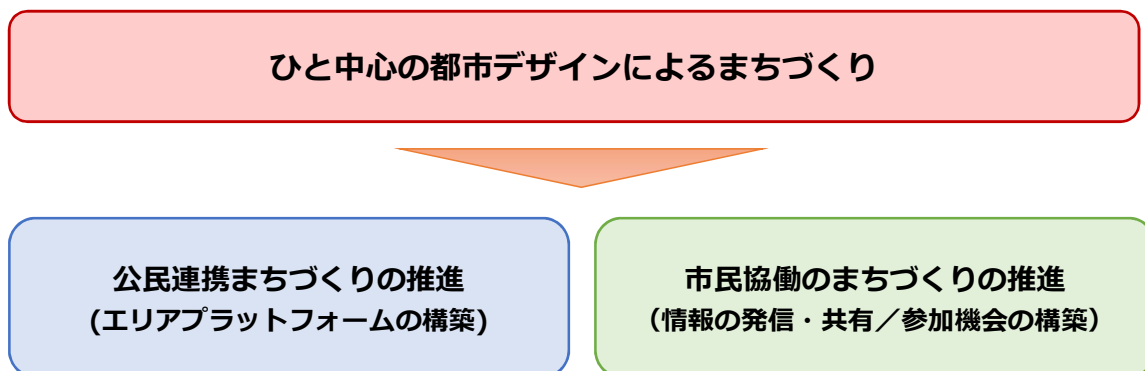 ひと中心の都市デザインによるまちづくり
公民連携まちづくりの推進
(エリアプラットフォームの構築)
市民協働のまちづくりの推進
（情報の発信・共有／参加機会の構築）